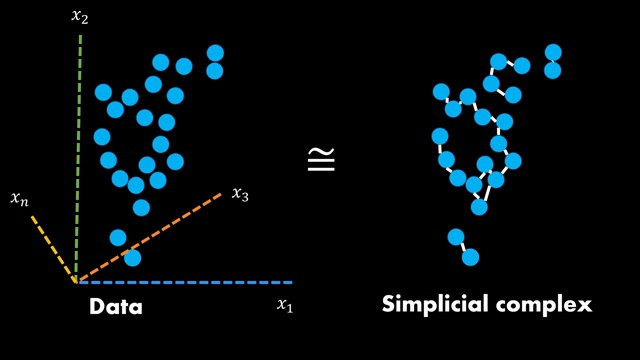 x₂
x₃
xₙ
x₁
Data
≅
Simplicial complex